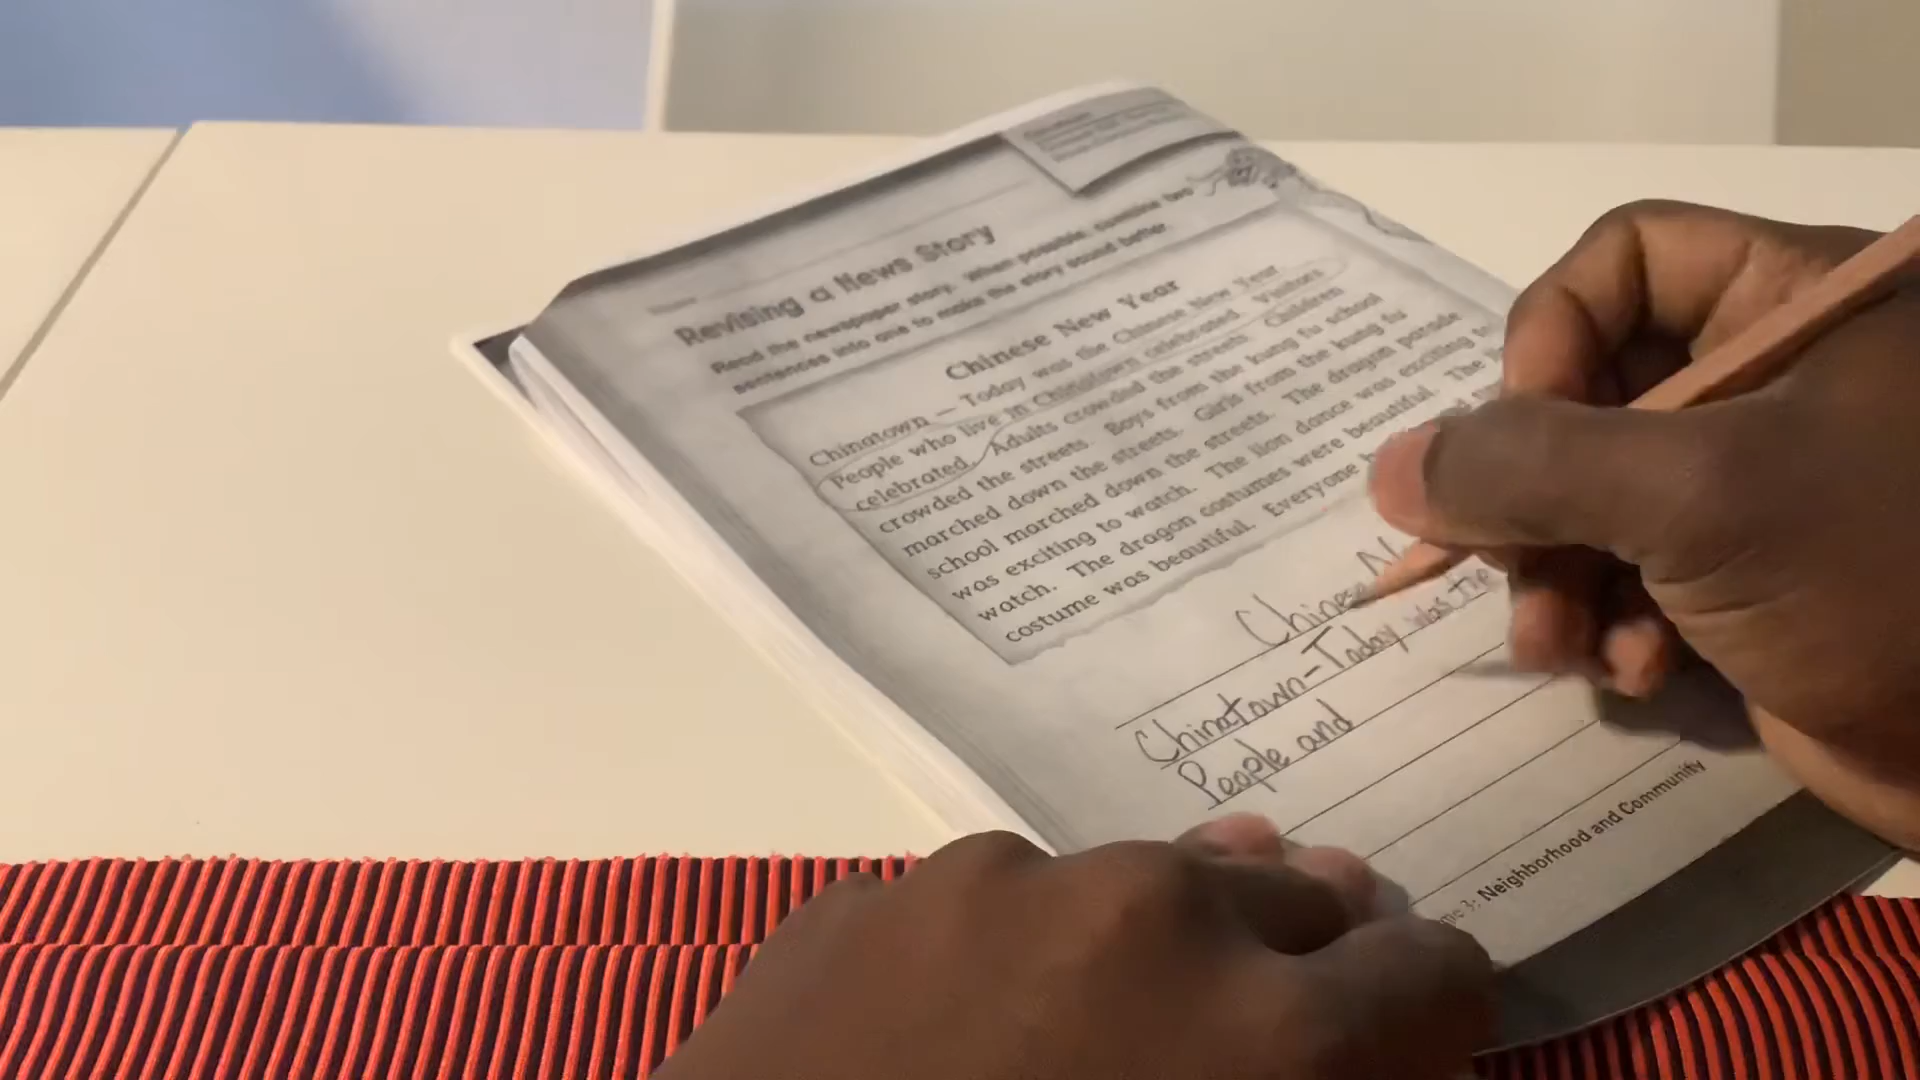 Revising a News Story
Read the newspaper story. When possible, combine two
sentences into one to make the story sound better.
Chinese New Year
Chinatown — Today was the Chinese New Year.
People who live in Chinatown celebrated. Visitors
celebrated. Adults crowded the streets. Children
crowded the streets. Boys from the kung fu school
marched down the streets. Girls from the kung fu
school marched down the streets. The dragon parade
was exciting to watch. The lion dance was exciting to
watch. The dragon costumes were beautiful. The
costume was beautiful. Everyone
Chinese
Chinatown-Today was the
People and
3: Neighborhood and Community